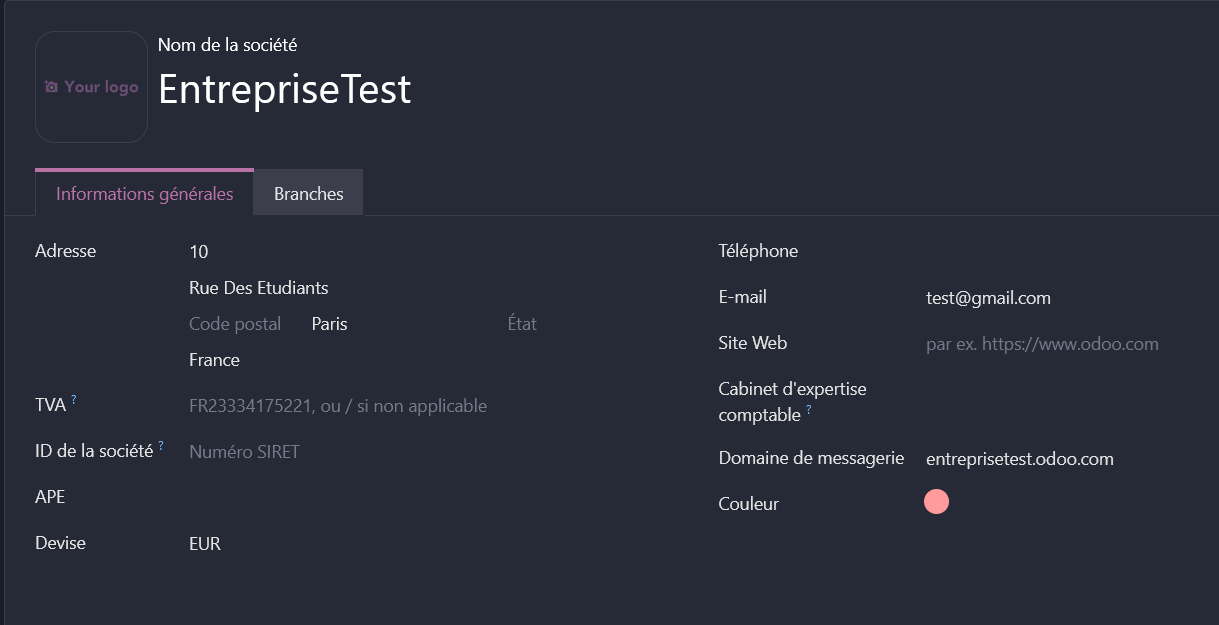 Nom de la société
Your logo
EntrepriseTest
Informations générales
Branches
Adresse
10
Rue Des Etudiants
Code postal Paris État
France
TVA ? FR23334175221, ou / si non applicable
ID de la société ? Numéro SIRET
APE
Devise EUR
Téléphone
E-mail test@gmail.com
Site Web par ex. https://www.odoo.com
Cabinet d'expertise
comptable ?
Domaine de messagerie entreprisetest.odoo.com
Couleur